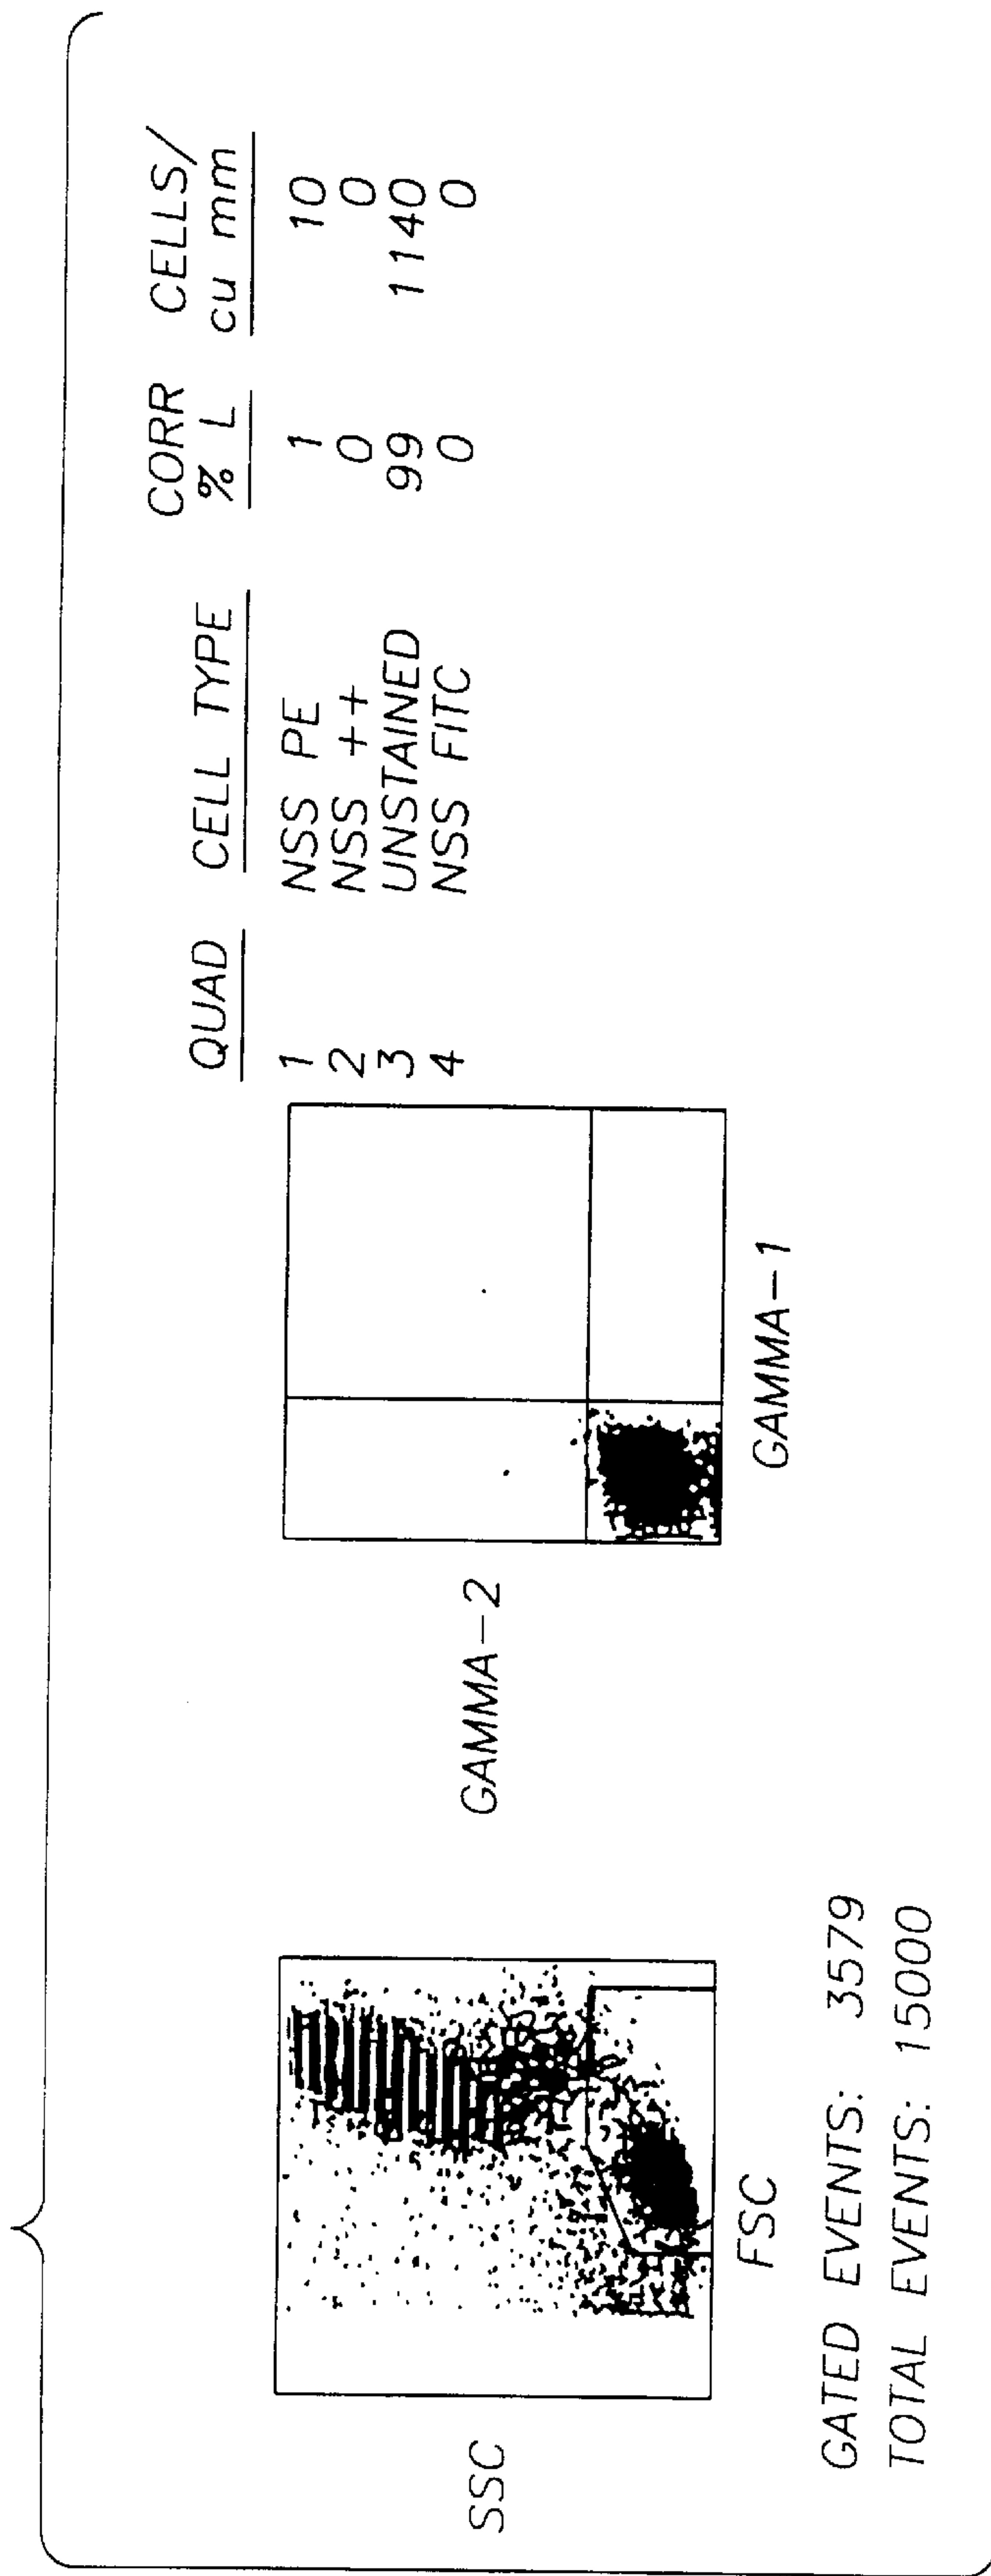 SSC
FSC
GATED EVENTS: 3579
TOTAL EVENTS: 15000
GAMMA-2
GAMMA-1
QUAD CELL TYPE CORR % L CELLS/ cu mm
1 NSS PE 1 10
2 NSS ++ 0 0
3 UNSTAINED 99 1140
4 NSS FITC 0 0